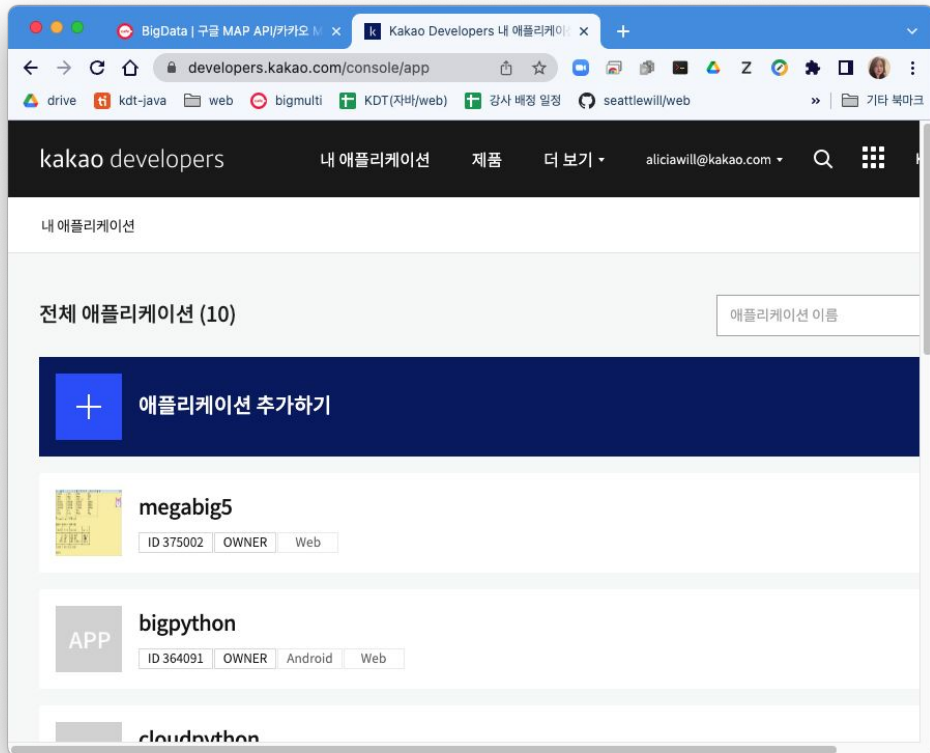 BigData | 구글 MAP API/카카오 M
k Kakao Developers 내 애플리케이
developers.kakao.com/console/app
drive kdt-java web bigmulti KDT(자바/web) 강사 배정 일정 seattlewill/web » 기타 북마크
kakao developers 내 애플리케이션 제품 더 보기 aliciawill@kakao.com
내 애플리케이션
전체 애플리케이션 (10) 애플리케이션 이름
애플리케이션 추가하기
megabig5
ID 375002 OWNER Web
APP bigpython
ID 364091 OWNER Android Web
cloudpython